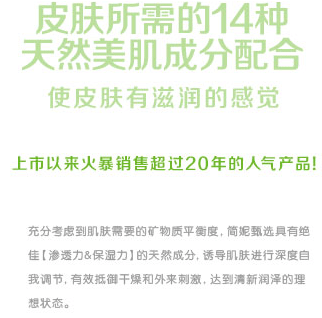 皮肤所需的14种
天然美肌成分配合
使皮肤有滋润的感觉
上市以来火暴销售超过20年的人气产品!
充分考虑到肌肤需要的矿物质平衡度,简妮甄选具有绝
佳【渗透力&保湿力】的天然成分,诱导肌肤进行深度自
我调节,有效抵御干燥和外来刺激,达到清新润泽的理
想状态。